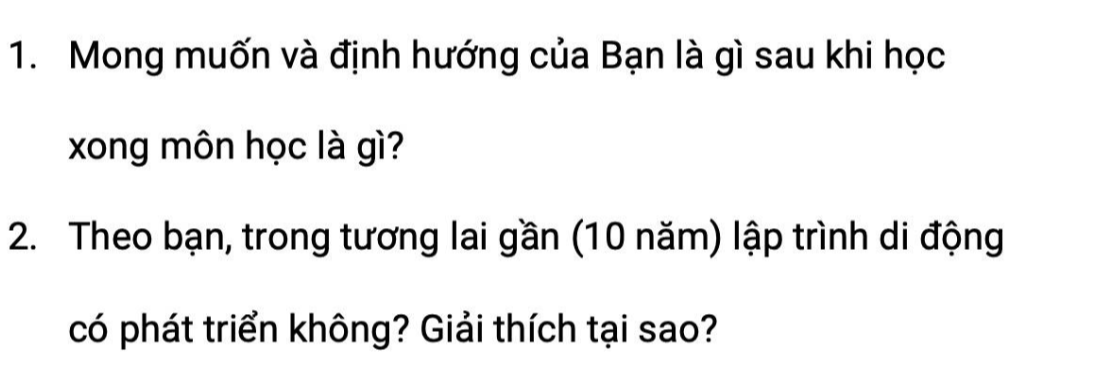 1. Mong muốn và định hướng của Bạn là gì sau khi học
xong môn học là gì?
2. Theo bạn, trong tương lai gần (10 năm) lập trình di động
có phát triển không? Giải thích tại sao?